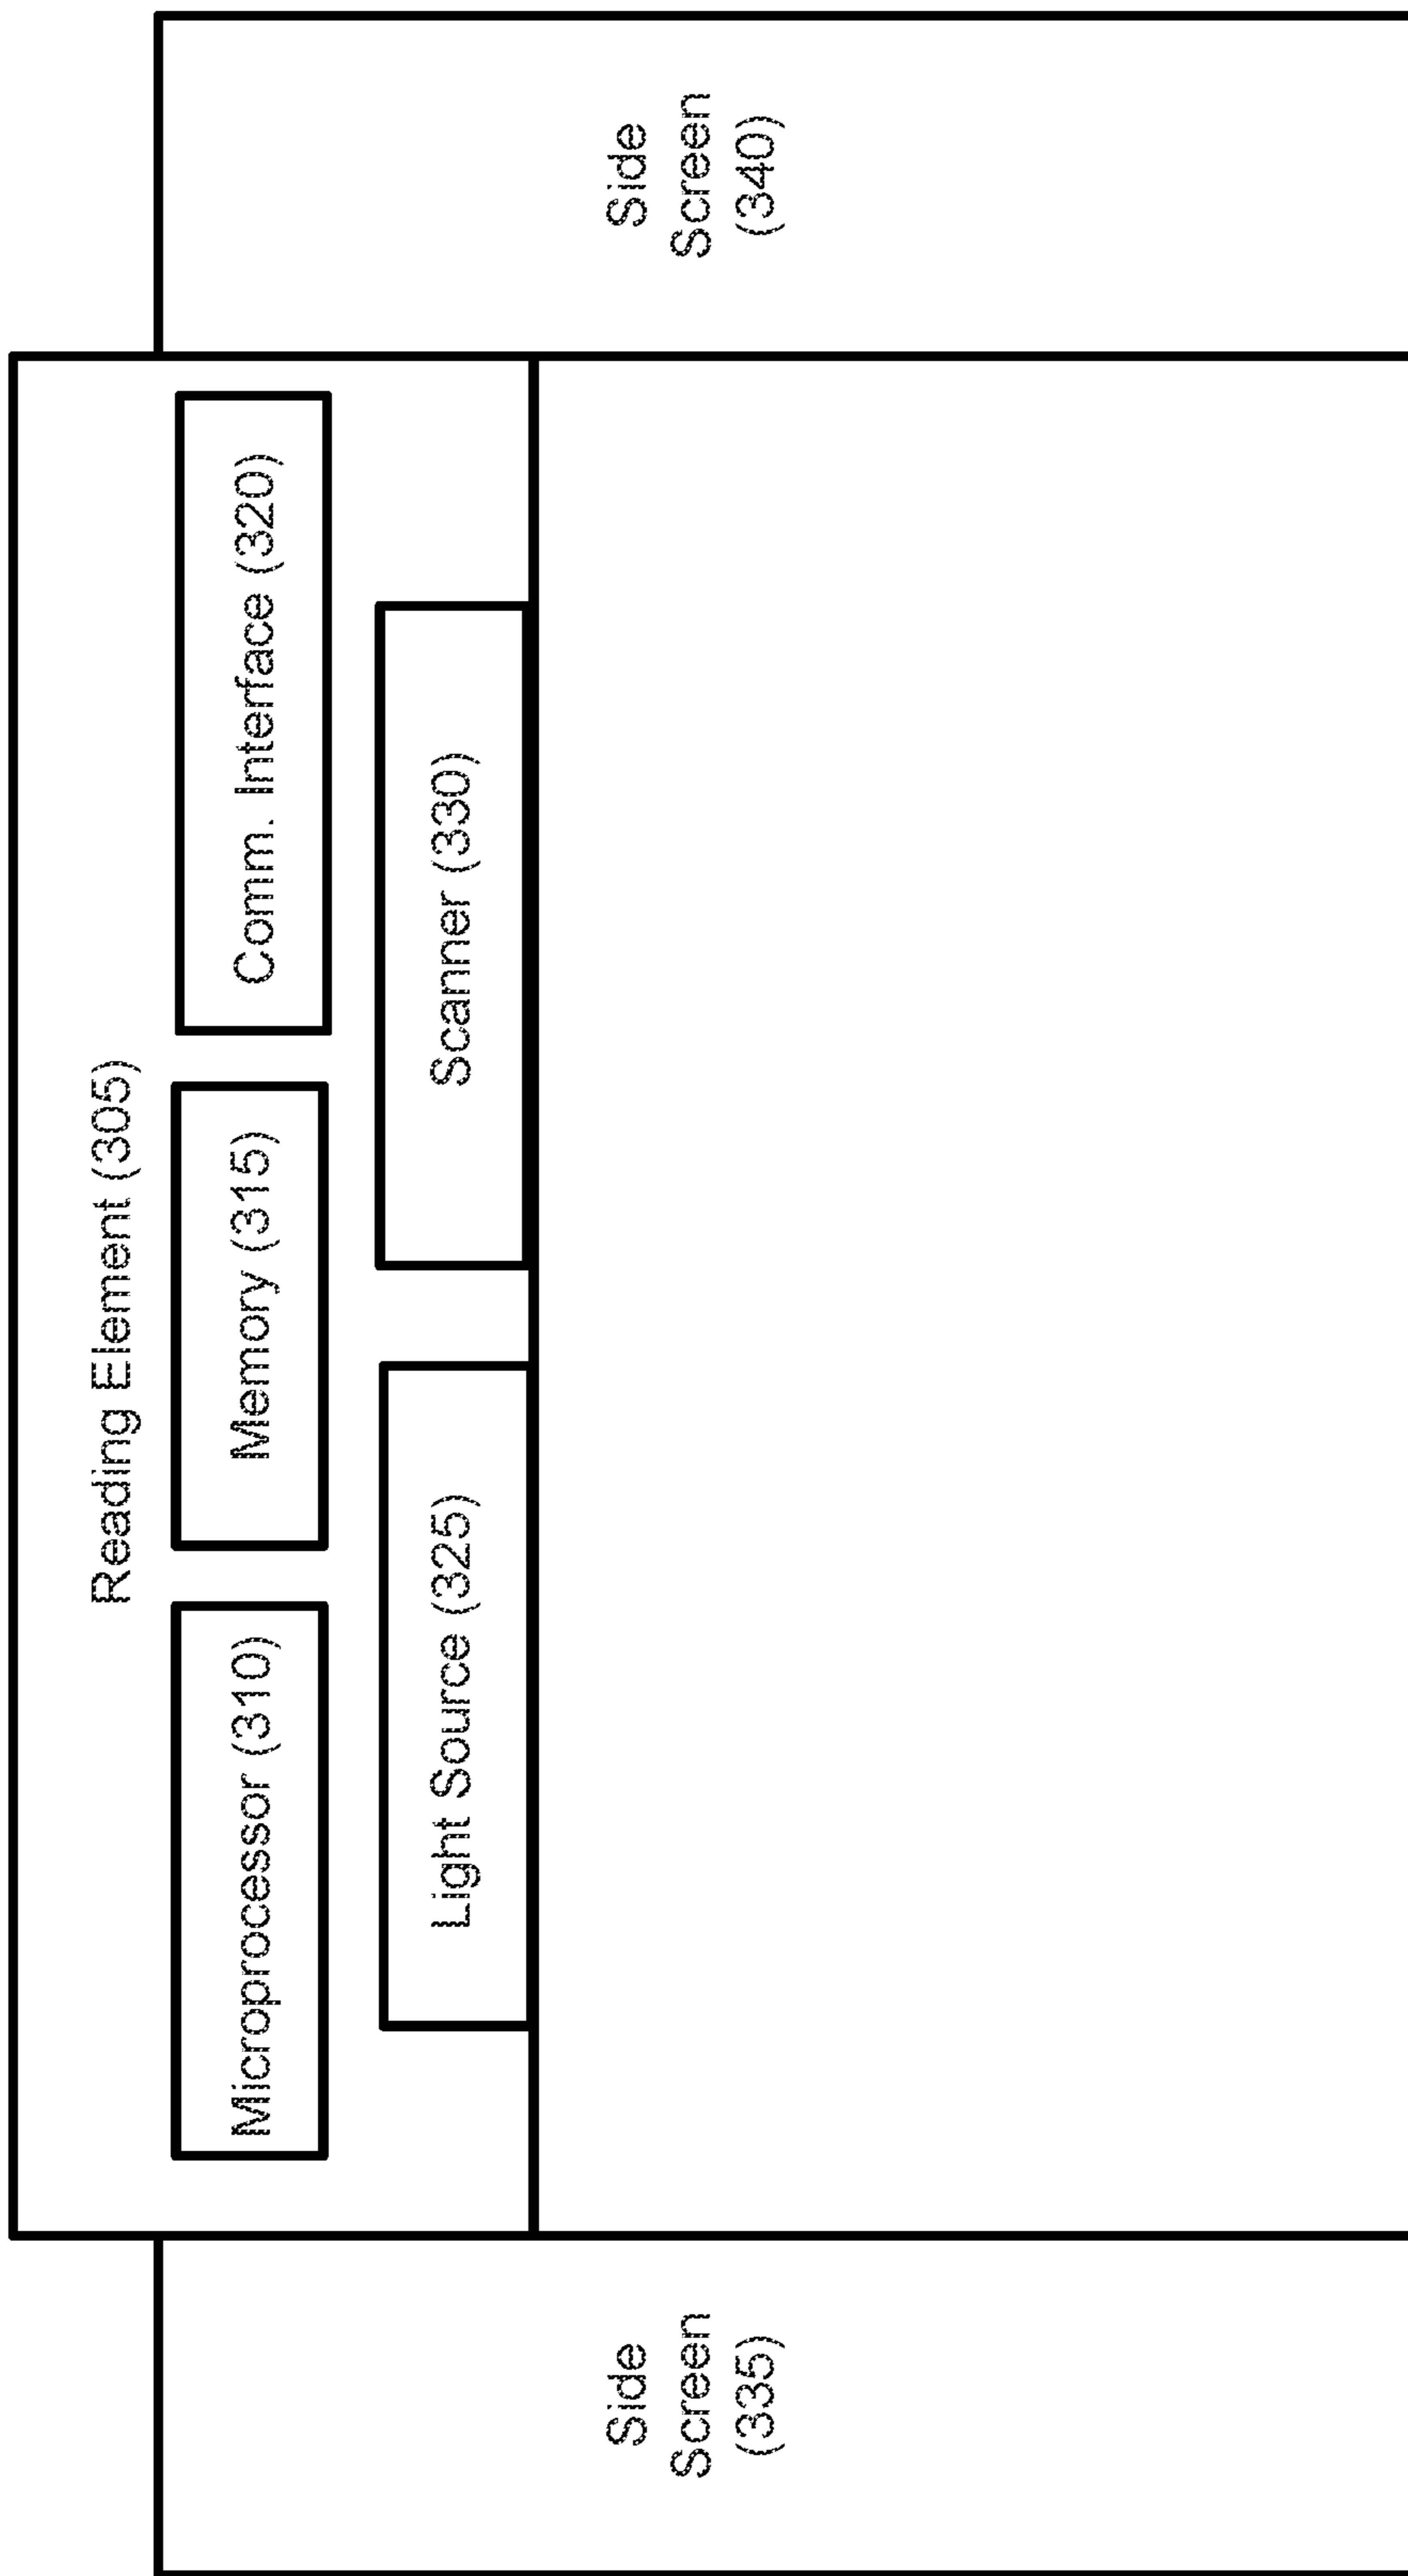 Reading Element (305)
Microprocessor (310)
Memory (315)
Comm. Interface (320)
Light Source (325)
Scanner (330)
Side
Screen
(335)
Side
Screen
(340)